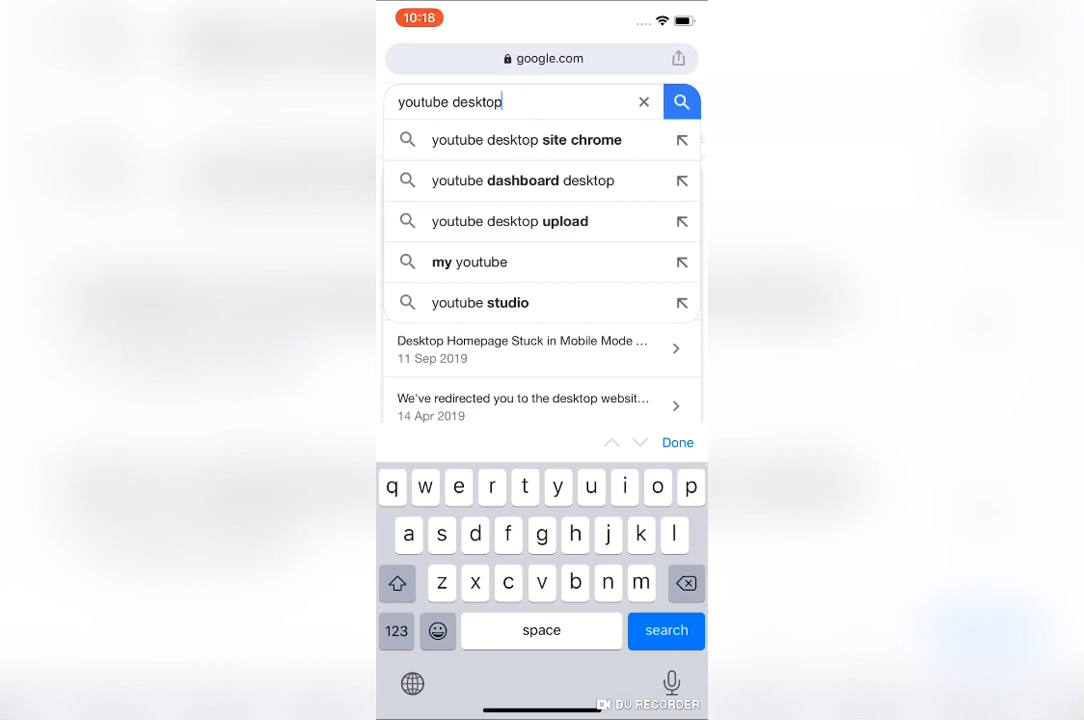 10:18
google.com
youtube desktop
youtube desktop site chrome
youtube dashboard desktop
youtube desktop upload
my youtube
youtube studio
Desktop Homepage Stuck in Mobile Mode ...
11 Sep 2019
We've redirected you to the desktop websit...
14 Apr 2019
Done
q w e r t y u i o p
a s d f g h j k l
z x c v b n m
123 space search
DU RECORDER